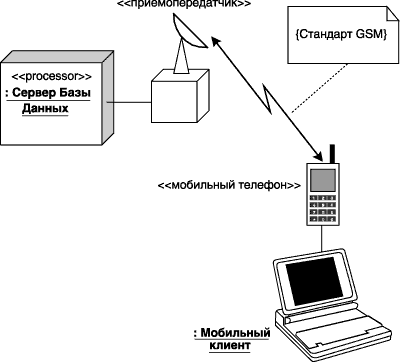 <<приемопередатчик>>
{Стандарт GSM}
<<processor>>
: Сервер Базы
Данных
<<мобильный телефон>>
: Мобильный
клиент